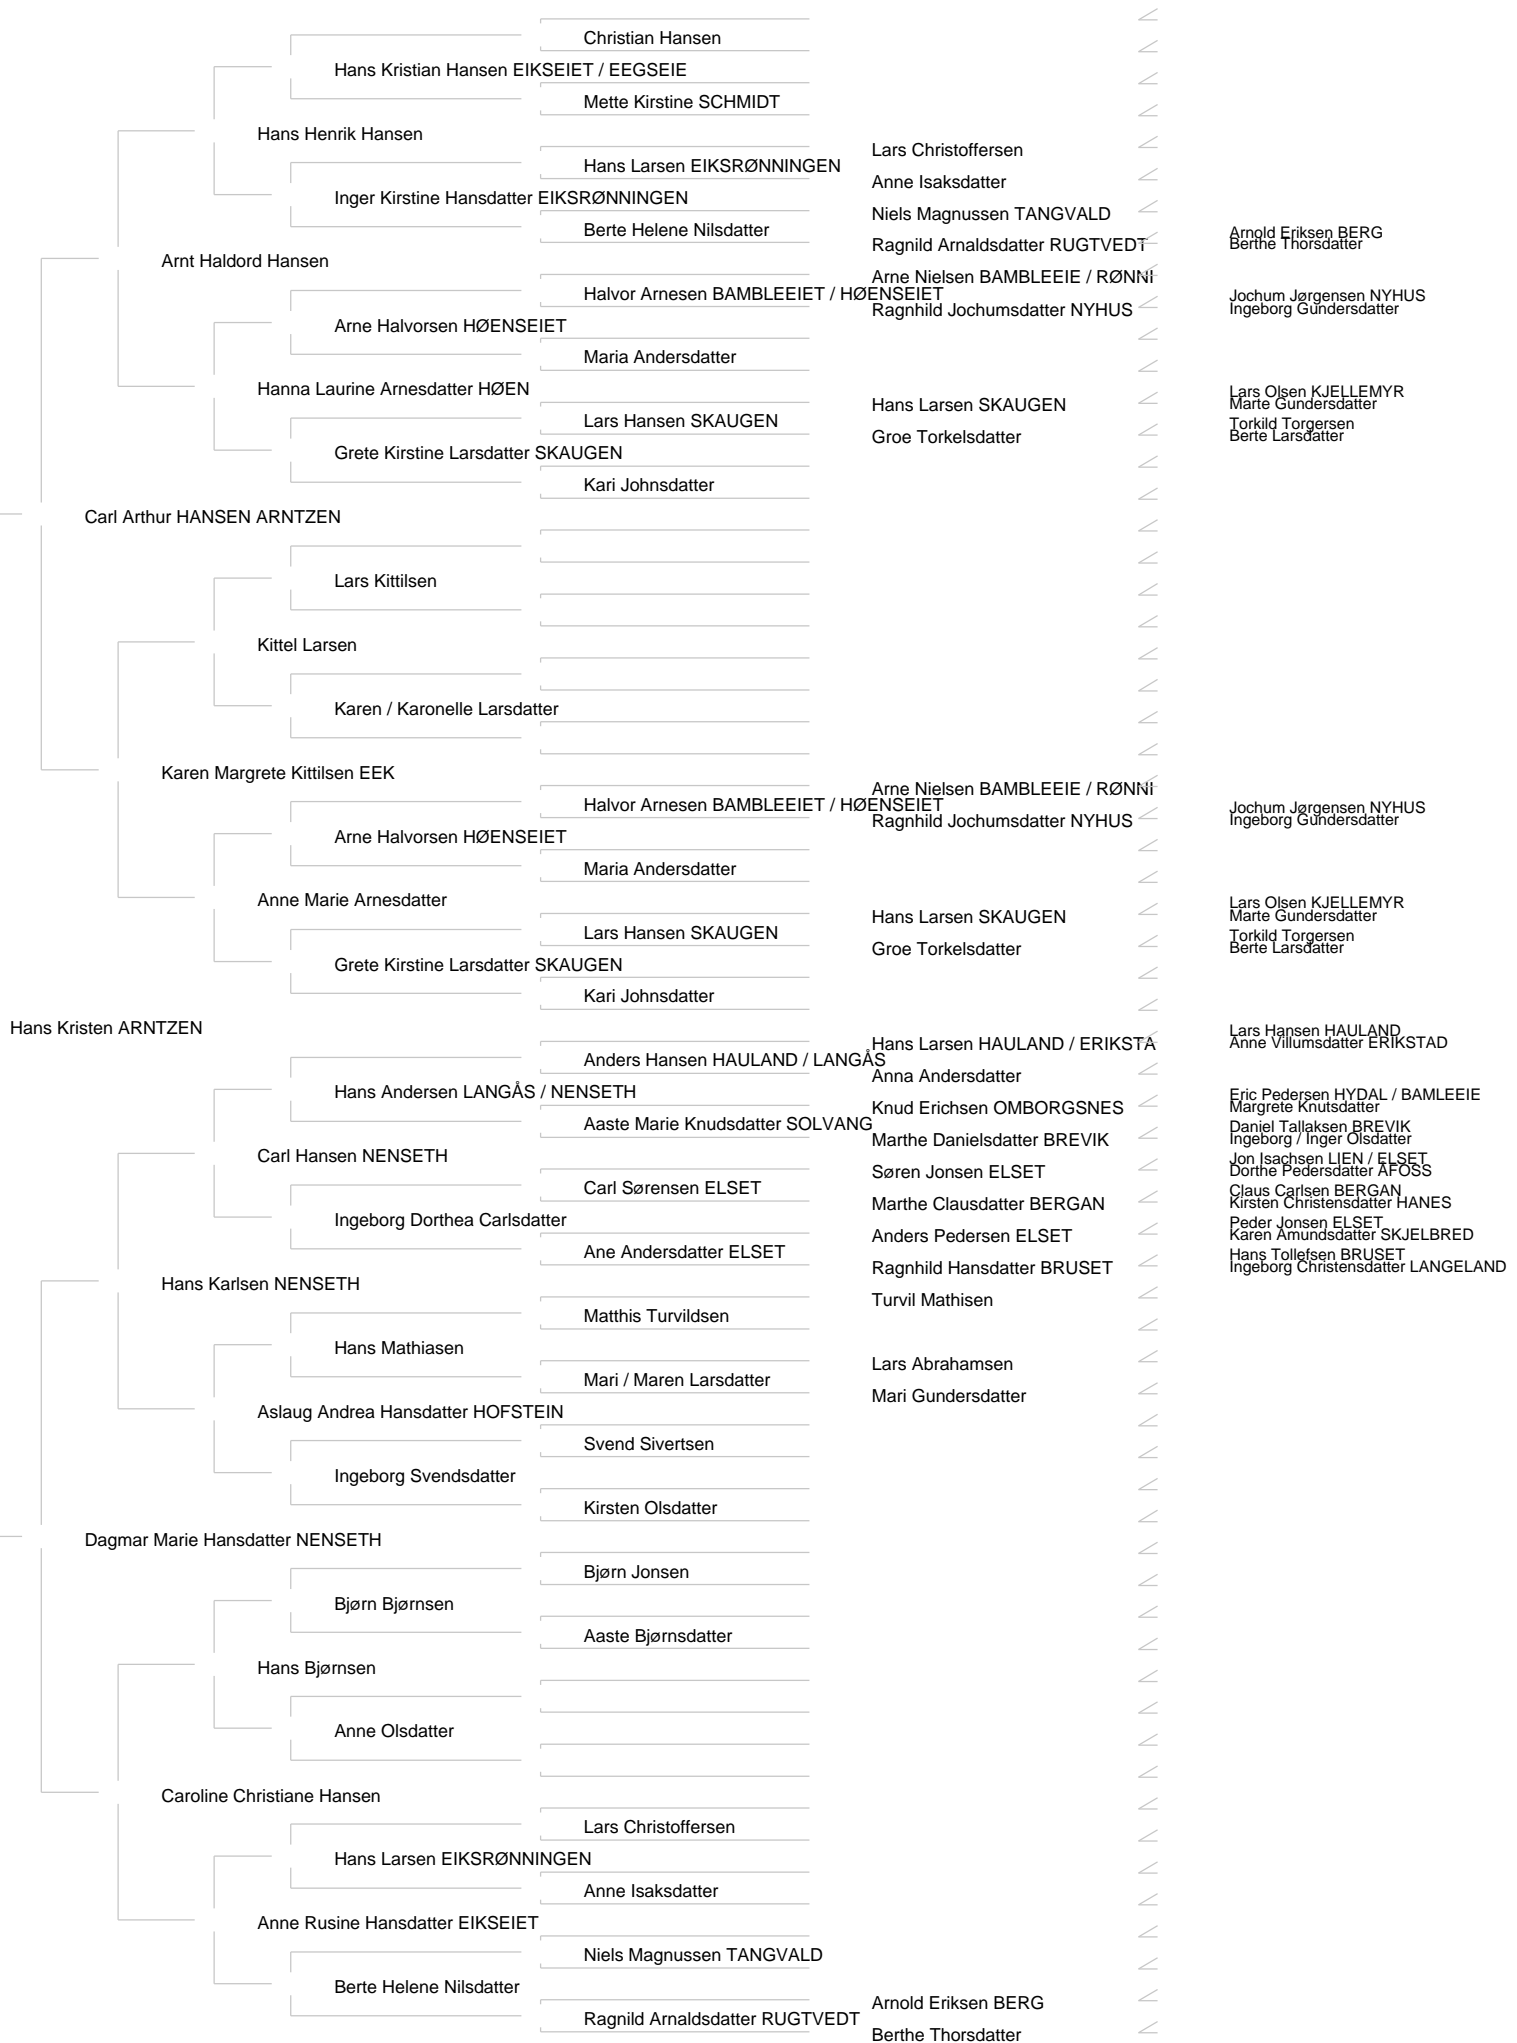 Christian Hansen
Hans Kristian Hansen EIKSEIET / EEGSEIE
Mette Kirstine SCHMIDT
Hans Henrik Hansen
Lars Christoffersen
Hans Larsen EIKSRØNNINGEN
Anne Isaksdatter
Inger Kirstine Hansdatter EIKSRØNNINGEN
Niels Magnussen TANGVALD
Berte Helene Nilsdatter
Ragnild Arnaldsdatter RUGTVEDT
Arnold Eriksen BERG
Berthe Thorsdatter
Arnt Haldord Hansen
Arne Nielsen BAMBLEEIE / RØNNI
Halvor Arnesen BAMBLEEIET / HØENSEIET
Jochum Jørgensen NYHUS
Ragnhild Jochumsdatter NYHUS
Ingeborg Gundersdatter
Arne Halvorsen HØENSEIET
Maria Andersdatter
Hanna Laurine Arnesdatter HØEN
Lars Olsen KJELLEMYR
Hans Larsen SKAUGEN
Marte Gundersdatter
Lars Hansen SKAUGEN
Torkild Torgersen
Groe Torkelsdatter
Berte Larsdatter
Grete Kirstine Larsdatter SKAUGEN
Kari Johnsdatter
Carl Arthur HANSEN ARNTZEN
Lars Kittilsen
Kittel Larsen
Karen / Karonelle Larsdatter
Karen Margrete Kittilsen EEK
Arne Nielsen BAMBLEEIE / RØNNI
Halvor Arnesen BAMBLEEIET / HØENSEIET
Jochum Jørgensen NYHUS
Ragnhild Jochumsdatter NYHUS
Ingeborg Gundersdatter
Arne Halvorsen HØENSEIET
Maria Andersdatter
Anne Marie Arnesdatter
Lars Olsen KJELLEMYR
Hans Larsen SKAUGEN
Marte Gundersdatter
Lars Hansen SKAUGEN
Torkild Torgersen
Groe Torkelsdatter
Berte Larsdatter
Grete Kirstine Larsdatter SKAUGEN
Kari Johnsdatter
Hans Kristen ARNTZEN
Lars Hansen HAULAND
Hans Larsen HAULAND / ERIKSTA
Anne Villumsdatter ERIKSTAD
Anders Hansen HAULAND / LANGÅS
Anna Andersdatter
Hans Andersen LANGÅS / NENSETH
Eric Pedersen HYDAL / BAMLEEIE
Knud Erichsen OMBORGSNES
Margrete Knutsdatter
Aaste Marie Knudsdatter SOLVANG
Daniel Tallaksen BREVIK
Marthe Danielsdatter BREVIK
Ingeborg / Inger Olsdatter
Carl Hansen NENSETH
Jon Isachsen LIEN / ELSET
Søren Jonsen ELSET
Dorthe Pedersdatter ÅFOSS
Carl Sørensen ELSET
Claus Carlsen BERGAN
Marthe Clausdatter BERGAN
Kirsten Christensdatter HANES
Ingeborg Dorthea Carlsdatter
Peder Jonsen ELSET
Anders Pedersen ELSET
Karen Amundsdatter SKJELBRED
Ane Andersdatter ELSET
Hans Tollefsen BRUSET
Ragnhild Hansdatter BRUSET
Ingeborg Christensdatter LANGELAND
Hans Karlsen NENSETH
Turvil Mathisen
Matthis Turvildsen
Hans Mathiasen
Lars Abrahamsen
Mari / Maren Larsdatter
Mari Gundersdatter
Aslaug Andrea Hansdatter HOFSTEIN
Svend Sivertsen
Ingeborg Svendsdatter
Kirsten Olsdatter
Dagmar Marie Hansdatter NENSETH
Bjørn Jonsen
Bjørn Bjørnsen
Aaste Bjørnsdatter
Hans Bjørnsen
Anne Olsdatter
Caroline Christiane Hansen
Lars Christoffersen
Hans Larsen EIKSRØNNINGEN
Anne Isaksdatter
Anne Rusine Hansdatter EIKSEIET
Niels Magnussen TANGVALD
Berte Helene Nilsdatter
Arnold Eriksen BERG
Ragnild Arnaldsdatter RUGTVEDT
Berthe Thorsdatter